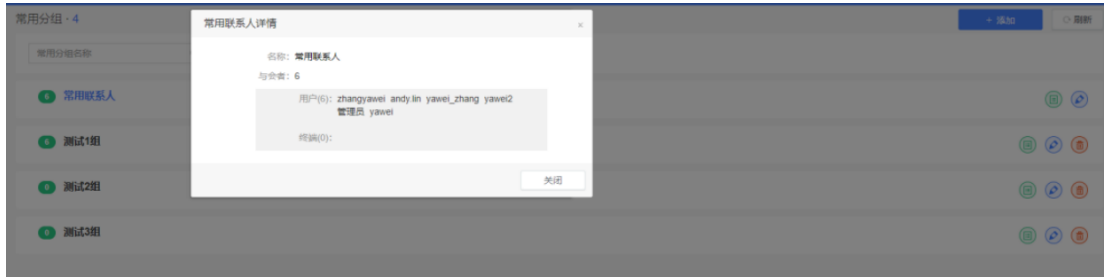 常用分组 · 4
+ 添加
刷新
常用分组名称
常用联系人详情
x
名称: 常用联系人
与会者: 6
用户(6): zhangyawei andy.lin yawei_zhang yawei2
管理员 yawei
终端(0):
关闭
6 常用联系人
6 测试1组
测试2组
测试3组